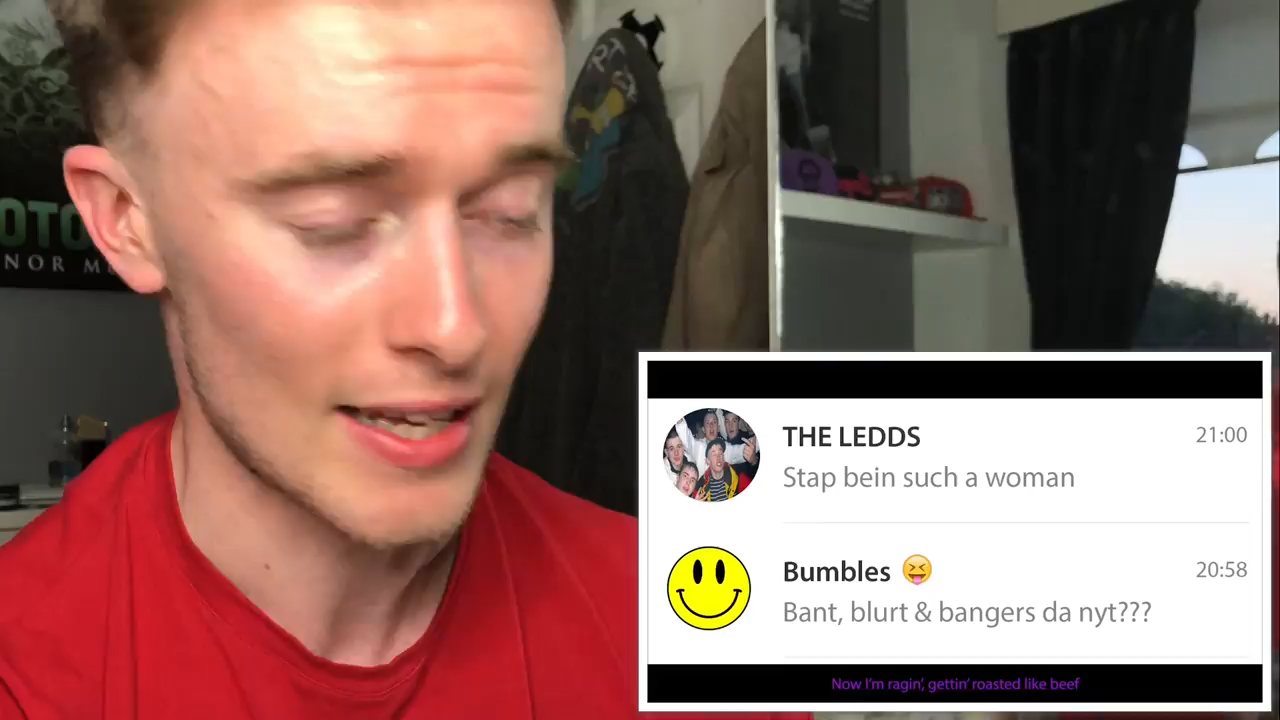 THE LEDDS
21:00
Stap bein such a woman
Bumbles 😝
20:58
Bant, blurt & bangers da nyt???
Now I'm ragin', gettin' roasted like beef